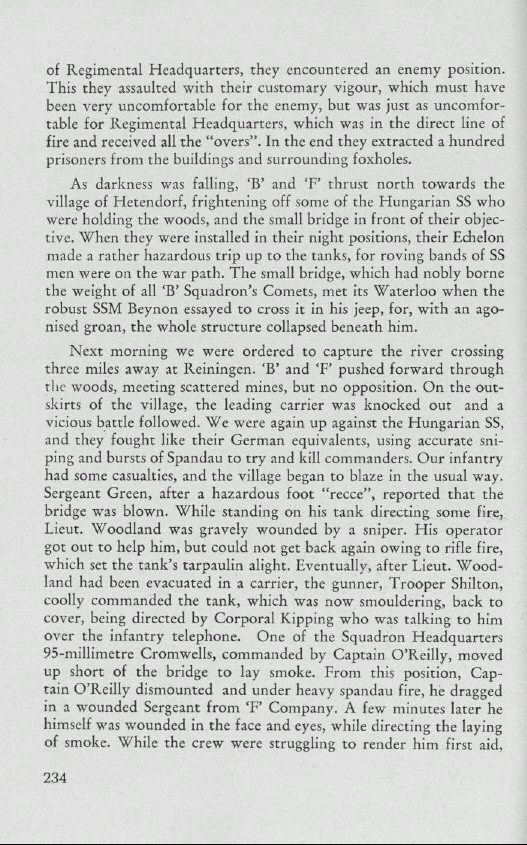 of Regimental Headquarters, they encountered an enemy position.
This they assaulted with their customary vigour, which must have
been very uncomfortable for the enemy, but was just as uncomfor-
table for Regimental Headquarters, which was in the direct line of
fire and received all the “overs”. In the end they extracted a hundred
prisoners from the buildings and surrounding foxholes.
As darkness was falling, ‘B’ and ‘F’ thrust north towards the
village of Hetendorf, frightening off some of the Hungarian SS who
were holding the woods, and the small bridge in front of their objec-
tive. When they were installed in their night positions, their Echelon
made a rather hazardous trip up to the tanks, for roving bands of SS
men were on the war path. The small bridge, which had nobly borne
the weight of all ‘B’ Squadron’s Comets, met its Waterloo when the
robust SSM Beynon essayed to cross it in his jeep, for, with an ago-
nised groan, the whole structure collapsed beneath him.
Next morning we were ordered to capture the river crossing
three miles away at Reiningen. ‘B’ and ‘F’ pushed forward through
the woods, meeting scattered mines, but no opposition. On the out-
skirts of the village, the leading carrier was knocked out and a
vicious battle followed. We were again up against the Hungarian SS,
and they fought like their German equivalents, using accurate sni-
ping and bursts of Spandau to try and kill commanders. Our infantry
had some casualties, and the village began to blaze in the usual way.
Sergeant Green, after a hazardous foot “recce”, reported that the
bridge was blown. While standing on his tank directing some fire,
Lieut. Woodland was gravely wounded by a sniper. His operator
got out to help him, but could not get back again owing to rifle fire,
which set the tank’s tarpaulin alight. Eventually, after Lieut. Wood-
land had been evacuated in a carrier, the gunner, Trooper Shilton,
coolly commanded the tank, which was now smouldering, back to
cover, being directed by Corporal Kipping who was talking to him
over the infantry telephone. One of the Squadron Headquarters
95-millimetre Cromwells, commanded by Captain O’Reilly, moved
up short of the bridge to lay smoke. From this position, Cap-
tain O’Reilly dismounted and under heavy spandau fire, he dragged
in a wounded Sergeant from ‘F’ Company. A few minutes later he
himself was wounded in the face and eyes, while directing the laying
of smoke. While the crew were struggling to render him first aid,
234